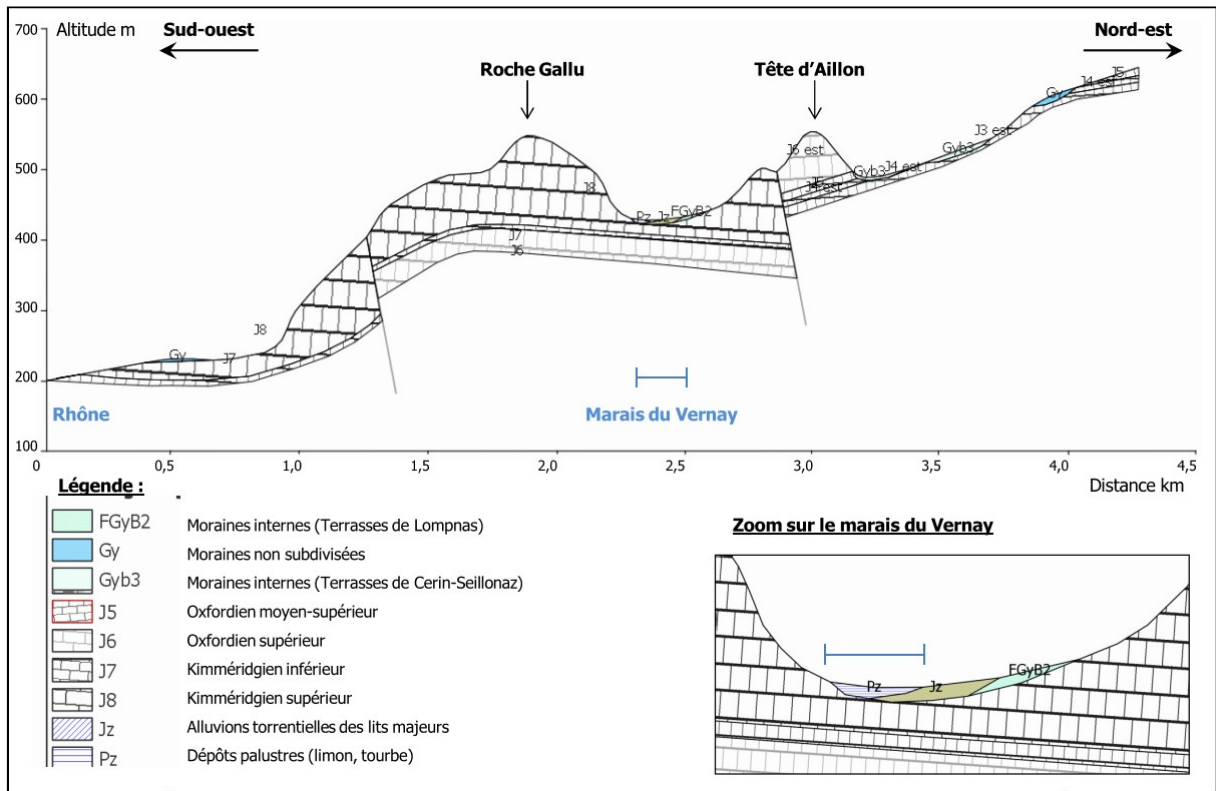 700
Altitude m
Sud-ouest
Nord-est
Roche Gallu
Tête d'Aillon
600
500
400
300
200
100
J5
J4 est
Gy
J3 est
Gyb3
J4 est
Gyb3
J6 est
J5
J4 est
J8
Pz
Jz
FGyB2
J7
J6
J8
Gy
J7
Rhône
Marais du Vernay
0
0,5
1,0
1,5
2,0
2,5
3,0
3,5
4,0
4,5
Distance km
Légende :
FGyB2 Moraines internes (Terrasses de Lompnas)
Gy Moraines non subdivisées
Gyb3 Moraines internes (Terrasses de Cerin-Seillonaz)
J5 Oxfordien moyen-supérieur
J6 Oxfordien supérieur
J7 Kimméridgien inférieur
J8 Kimméridgien supérieur
Jz Alluvions torrentielles des lits majeurs
Pz Dépôts palustres (limon, tourbe)
Zoom sur le marais du Vernay
Pz
Jz
FGyB2